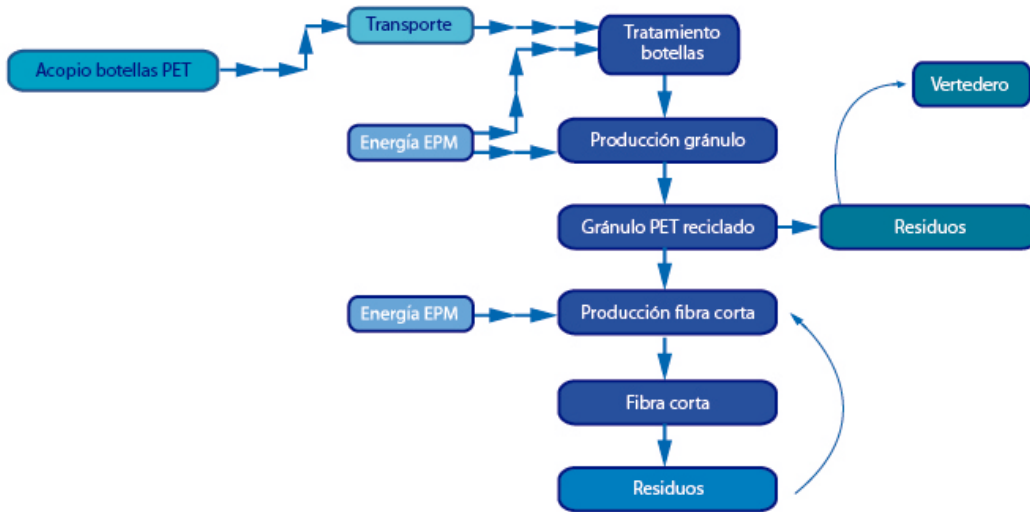 Transporte
Tratamiento
botellas
Acopio botellas PET
Vertedero
Energía EPM
Producción gránulo
Gránulo PET reciclado
Residuos
Energía EPM
Producción fibra corta
Fibra corta
Residuos